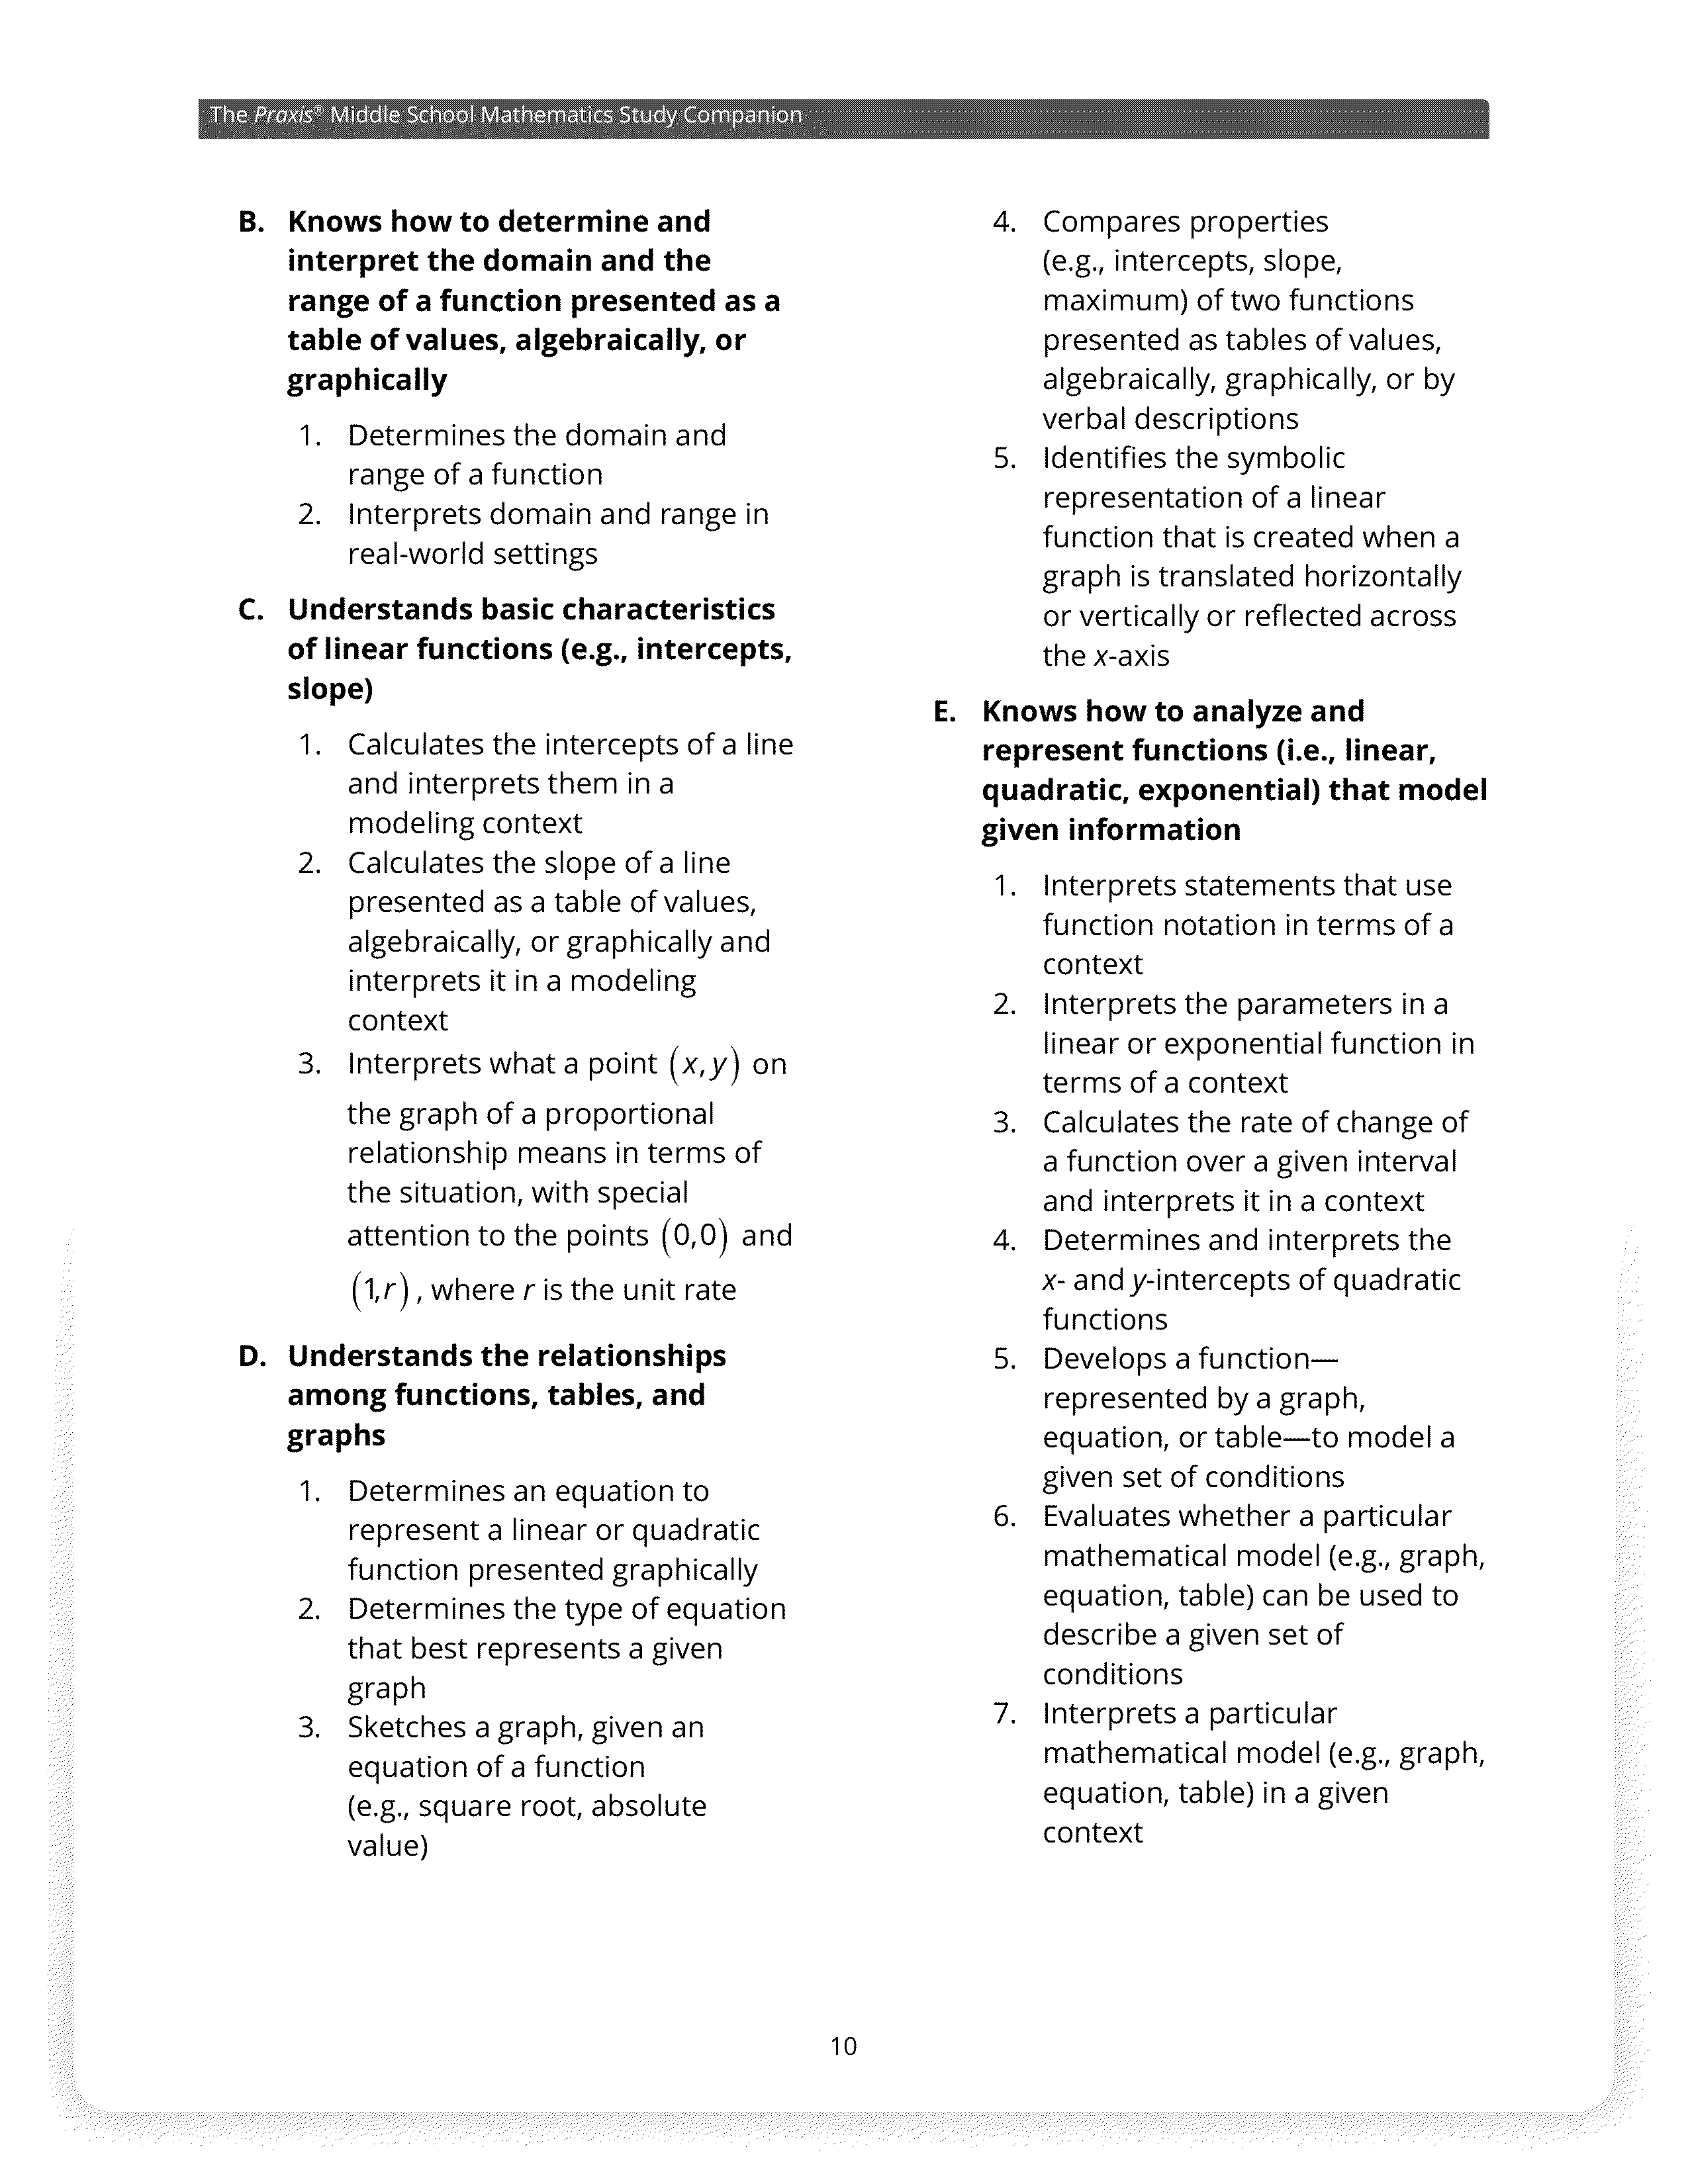 The Praxis® Middle School Mathematics Study Companion
B. Knows how to determine and
interpret the domain and the
range of a function presented as a
table of values, algebraically, or
graphically
1. Determines the domain and
range of a function
2. Interprets domain and range in
real-world settings
C. Understands basic characteristics
of linear functions (e.g., intercepts,
slope)
1. Calculates the intercepts of a line
and interprets them in a
modeling context
2. Calculates the slope of a line
presented as a table of values,
algebraically, or graphically and
interprets it in a modeling
context
3. Interprets what a point (x,y) on
the graph of a proportional
relationship means in terms of
the situation, with special
attention to the points (0,0) and
(1,r), where r is the unit rate
D. Understands the relationships
among functions, tables, and
graphs
1. Determines an equation to
represent a linear or quadratic
function presented graphically
2. Determines the type of equation
that best represents a given
graph
3. Sketches a graph, given an
equation of a function
(e.g., square root, absolute
value)
4. Compares properties
(e.g., intercepts, slope,
maximum) of two functions
presented as tables of values,
algebraically, graphically, or by
verbal descriptions
5. Identifies the symbolic
representation of a linear
function that is created when a
graph is translated horizontally
or vertically or reflected across
the x-axis
E. Knows how to analyze and
represent functions (i.e., linear,
quadratic, exponential) that model
given information
1. Interprets statements that use
function notation in terms of a
context
2. Interprets the parameters in a
linear or exponential function in
terms of a context
3. Calculates the rate of change of
a function over a given interval
and interprets it in a context
4. Determines and interprets the
x- and y-intercepts of quadratic
functions
5. Develops a function—
represented by a graph,
equation, or table—to model a
given set of conditions
6. Evaluates whether a particular
mathematical model (e.g., graph,
equation, table) can be used to
describe a given set of
conditions
7. Interprets a particular
mathematical model (e.g., graph,
equation, table) in a given
context
10